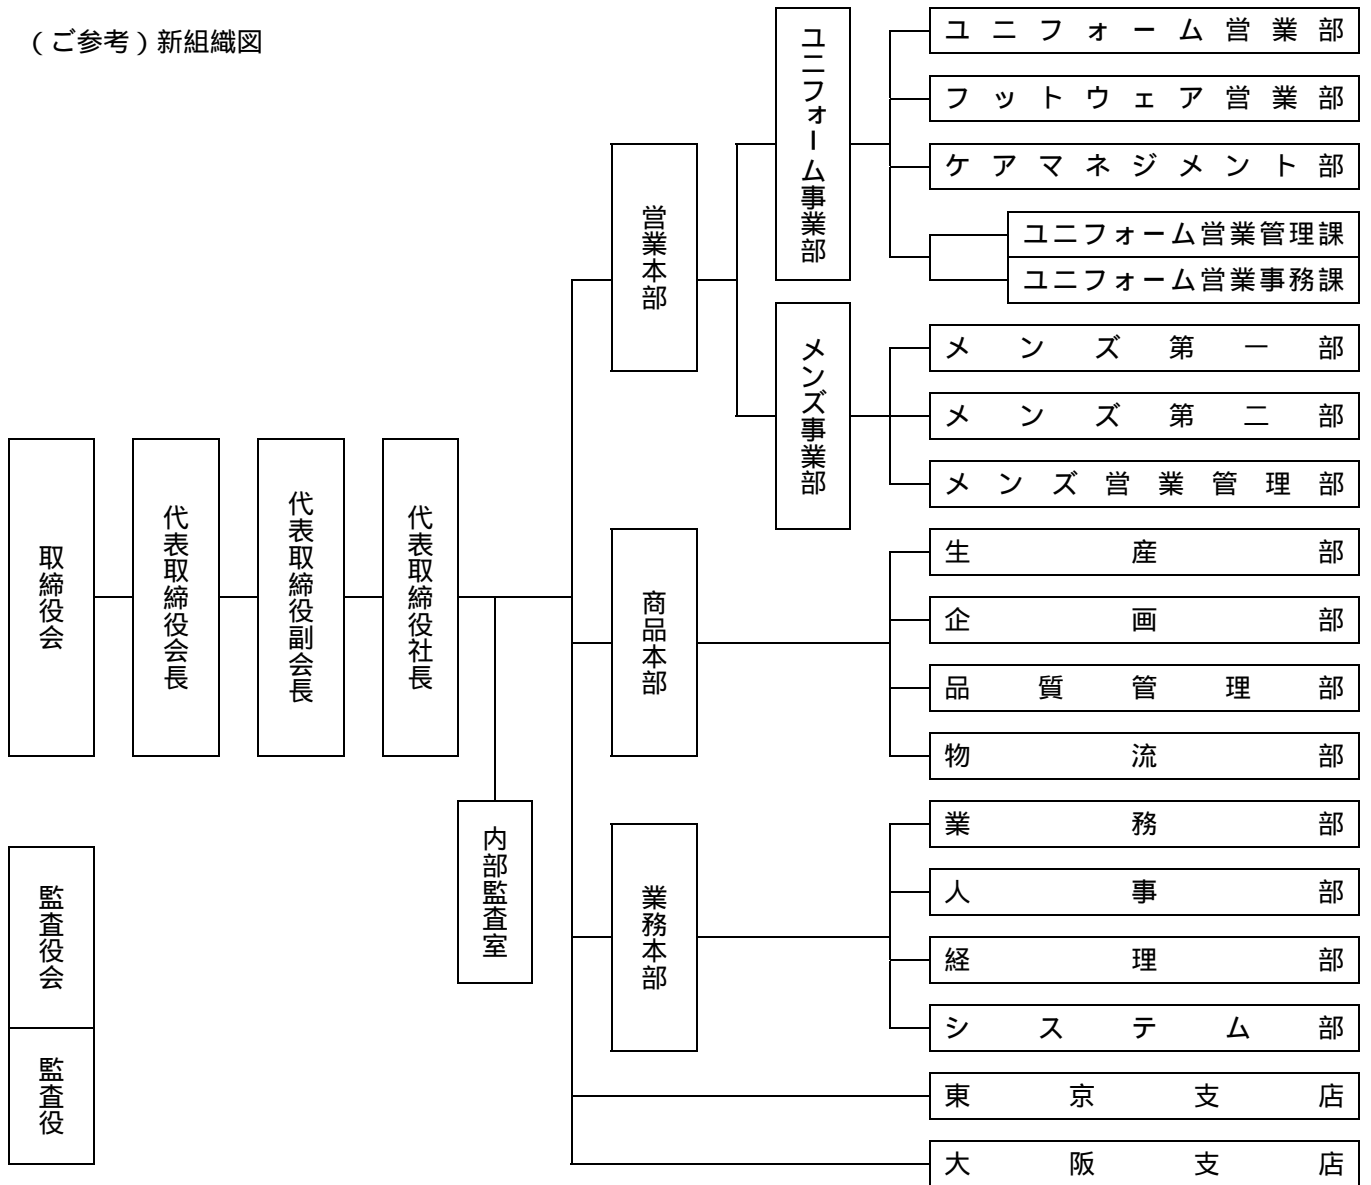 （ご参考）新組織図
取締役会
代表取締役会長
代表取締役副会長
代表取締役社長
内部監査室
監査役会
監査役
営業本部
ユニフォーム事業部
ユニフォーム営業部
フットウェア営業部
ケアマネジメント部
ユニフォーム営業管理課
ユニフォーム営業事務課
メンズ事業部
メンズ第一部
メンズ第二部
メンズ営業管理部
商品本部
生産部
企画部
品質管理部
物流部
業務本部
業務部
人事部
経理部
システム部
東京支店
大阪支店